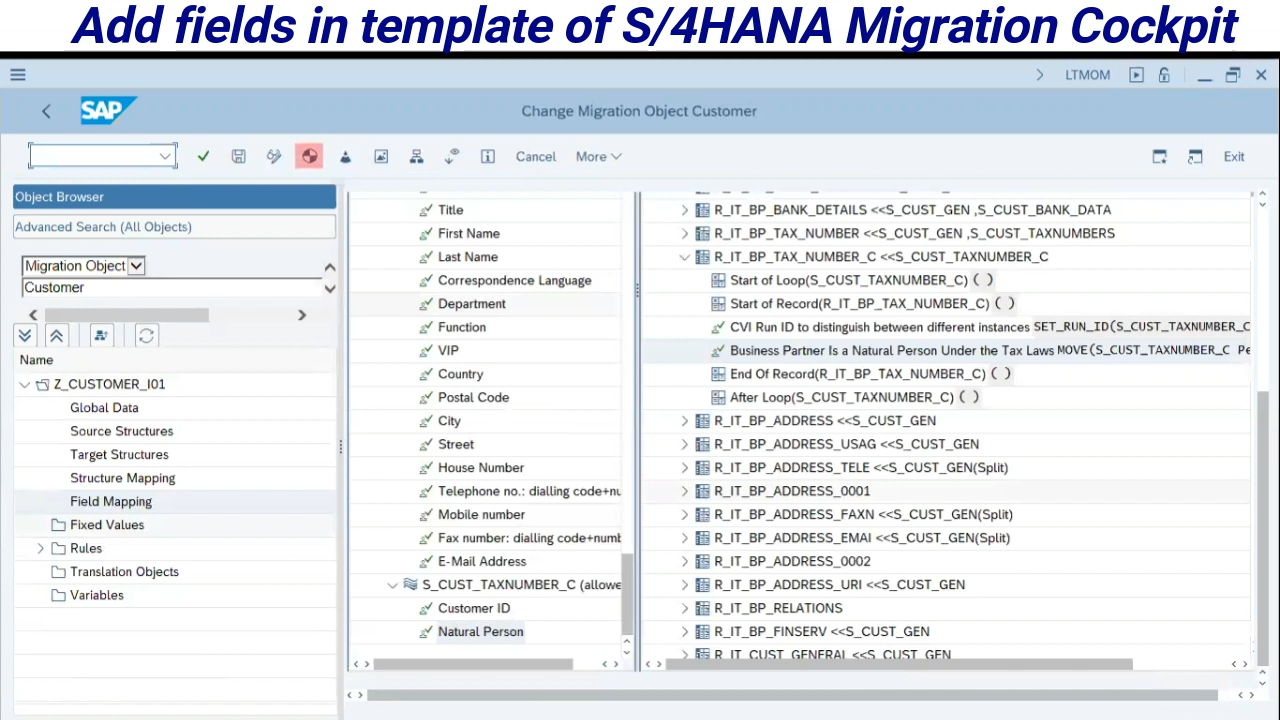 Add fields in template of S/4HANA Migration Cockpit
LTMOM
SAP
Change Migration Object Customer
Cancel
More
Exit
Object Browser
Advanced Search (All Objects)
Migration Object
Customer
Name
Z_CUSTOMER_I01
Global Data
Source Structures
Target Structures
Structure Mapping
Field Mapping
Fixed Values
Rules
Translation Objects
Variables
Title
First Name
Last Name
Correspondence Language
Department
Function
VIP
Country
Postal Code
City
Street
House Number
Telephone no.: dialling code+nu
Mobile number
Fax number: dialling code+numb
E-Mail Address
S_CUST_TAXNUMBER_C (allowe
Customer ID
Natural Person
R_IT_BP_BANK_DETAILS <<S_CUST_GEN ,S_CUST_BANK_DATA
R_IT_BP_TAX_NUMBER <<S_CUST_GEN ,S_CUST_TAXNUMBERS
R_IT_BP_TAX_NUMBER_C <<S_CUST_TAXNUMBER_C
Start of Loop(S_CUST_TAXNUMBER_C) ( )
Start of Record(R_IT_BP_TAX_NUMBER_C) ( )
CVI Run ID to distinguish between different instances SET_RUN_ID(S_CUST_TAXNUMBER_C
Business Partner Is a Natural Person Under the Tax Laws MOVE(S_CUST_TAXNUMBER_C Pe
End Of Record(R_IT_BP_TAX_NUMBER_C) ( )
After Loop(S_CUST_TAXNUMBER_C) ( )
R_IT_BP_ADDRESS <<S_CUST_GEN
R_IT_BP_ADDRESS_USAG <<S_CUST_GEN
R_IT_BP_ADDRESS_TELE <<S_CUST_GEN(Split)
R_IT_BP_ADDRESS_0001
R_IT_BP_ADDRESS_FAXN <<S_CUST_GEN(Split)
R_IT_BP_ADDRESS_EMAI <<S_CUST_GEN(Split)
R_IT_BP_ADDRESS_0002
R_IT_BP_ADDRESS_URI <<S_CUST_GEN
R_IT_BP_RELATIONS
R_IT_BP_FINSERV <<S_CUST_GEN
R_IT_CUST_GENERAL <<S_CUST_GEN